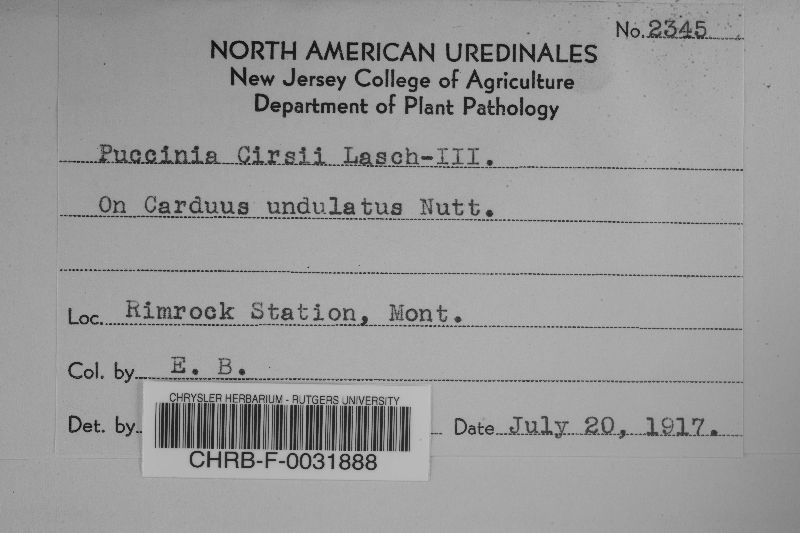 No. 2345
NORTH AMERICAN UREDINALES
New Jersey College of Agriculture
Department of Plant Pathology
Puccinia Cirsii Lasch-III.
On Carduus undulatus Nutt.
Loc. Rimrock Station, Mont.
Col. by E. B.
Det. by
Date July 20, 1917.
CHRYSLER HERBARIUM - RUTGERS UNIVERSITY
CHRB-F-0031888